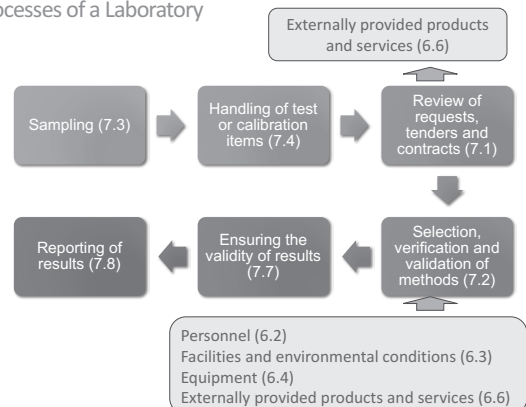 ocesses of a Laboratory
Externally provided products
and services (6.6)
Sampling (7.3)
Handling of test
or calibration
items (7.4)
Review of
requests,
tenders and
contracts (7.1)
Reporting of
results (7.8)
Ensuring the
validity of results
(7.7)
Selection,
verification and
validation of
methods (7.2)
Personnel (6.2)
Facilities and environmental conditions (6.3)
Equipment (6.4)
Externally provided products and services (6.6)